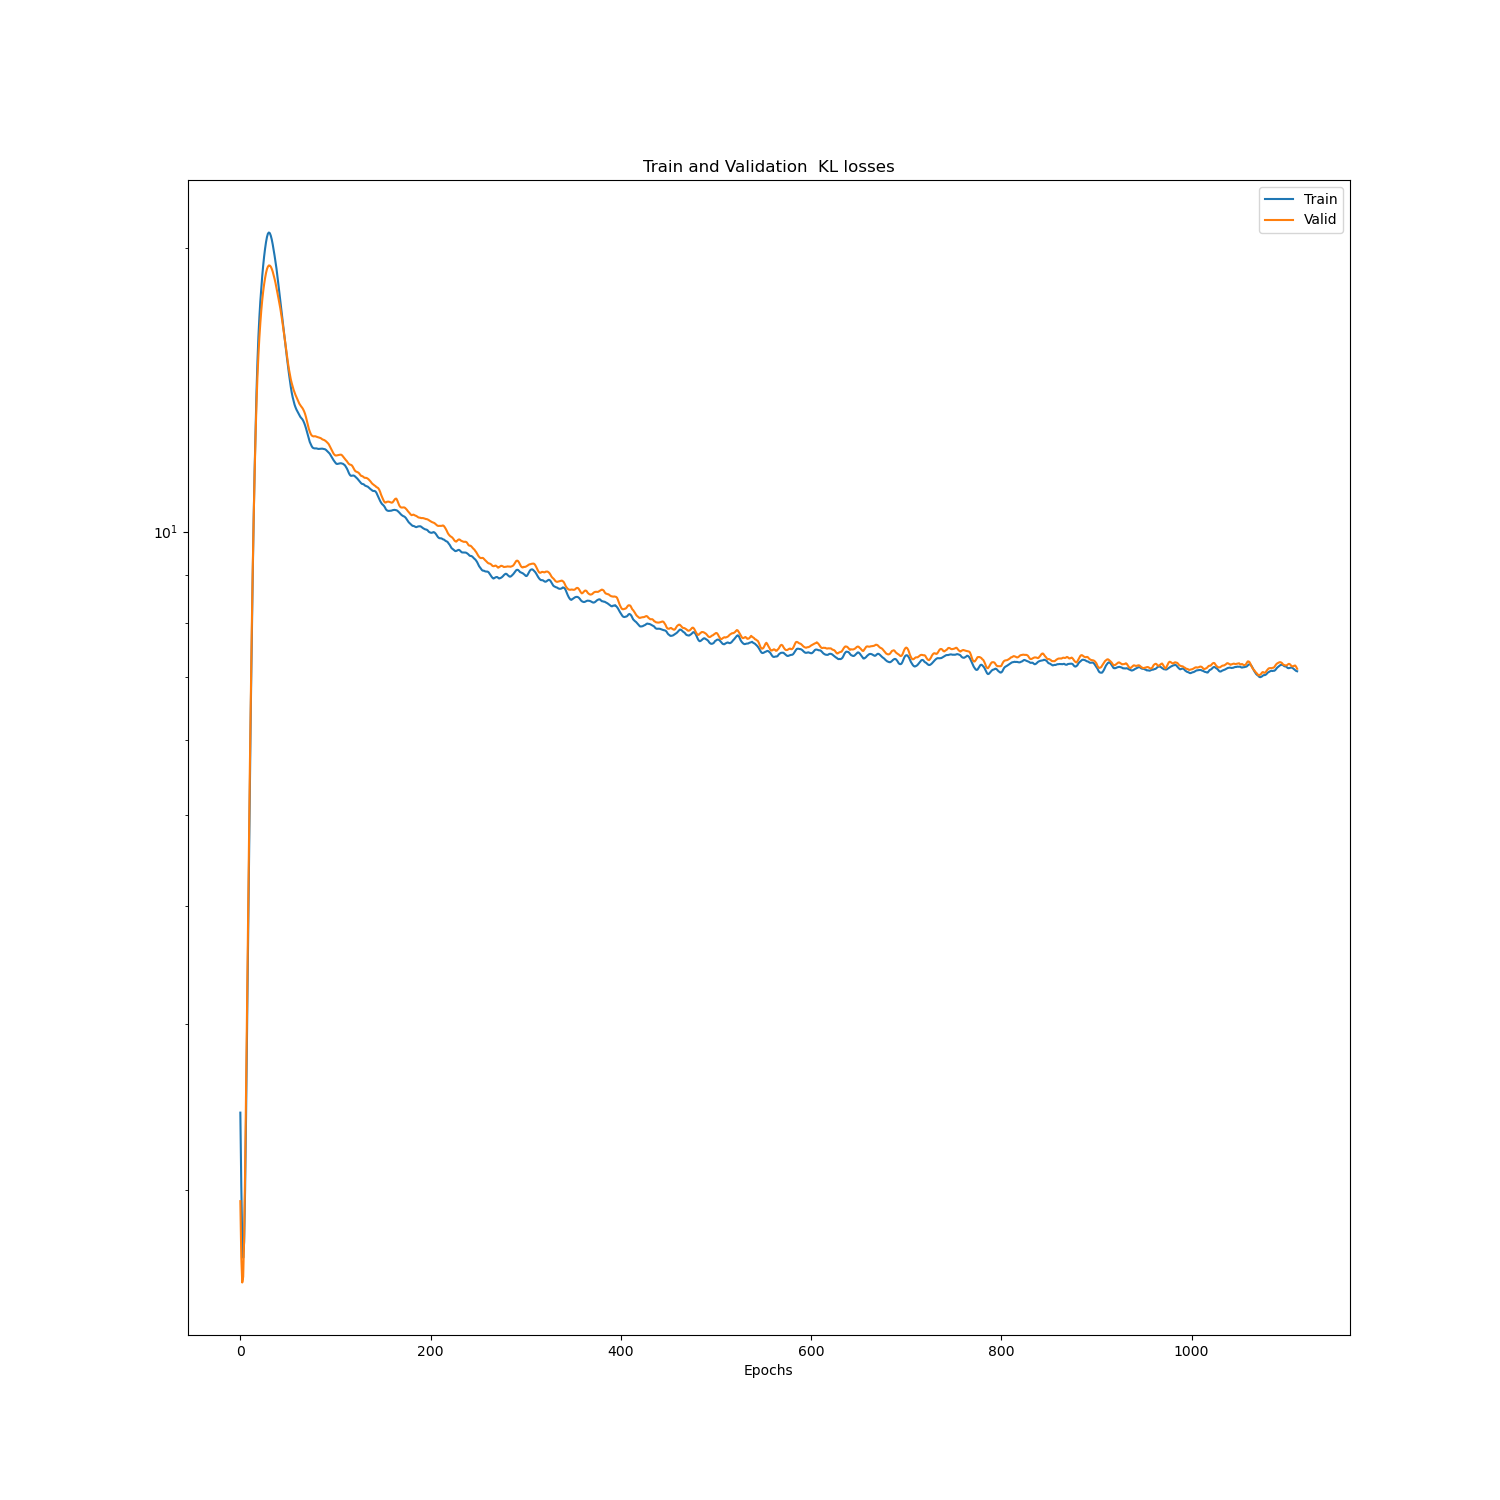 Train and Validation  KL losses
Train
Valid
10¹
0 200 400 600 800 1000
Epochs